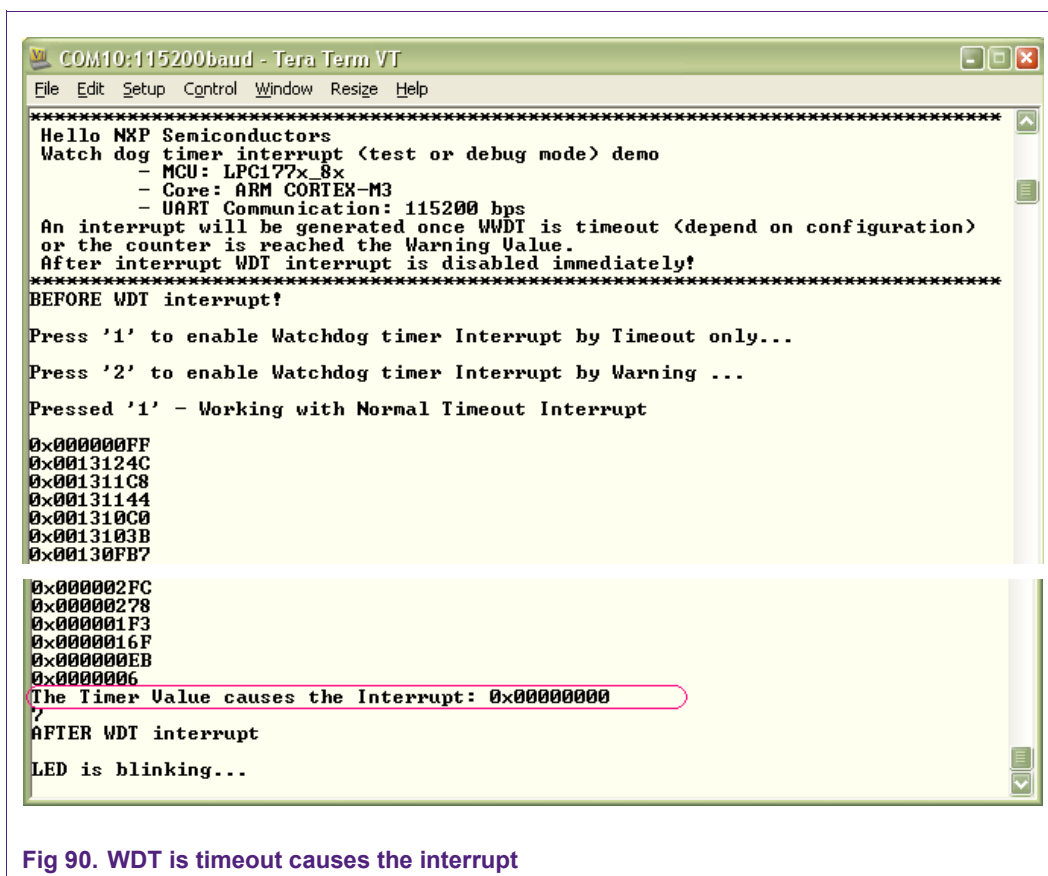 COM10:115200baud - Tera Term VT
File Edit Setup Control Window Resize Help
********************************************************************************
Hello NXP Semiconductors
Watch dog timer interrupt (test or debug mode) demo
- MCU: LPC177x_8x
- Core: ARM CORTEX-M3
- UART Communication: 115200 bps
An interrupt will be generated once WWDT is timeout (depend on configuration)
or the counter is reached the Warning Value.
After interrupt WDT interrupt is disabled immediately!
********************************************************************************
BEFORE WDT interrupt!
Press '1' to enable Watchdog timer Interrupt by Timeout only...
Press '2' to enable Watchdog timer Interrupt by Warning ...
Pressed '1' - Working with Normal Timeout Interrupt
0x000000FF
0x0013124C
0x001311C8
0x00131144
0x001310C0
0x0013103B
0x00130FB7
0x000002FC
0x00000278
0x000001F3
0x0000016F
0x000000EB
0x0000006
The Timer Value causes the Interrupt: 0x00000000
7
AFTER WDT interrupt
LED is blinking...
Fig 90. WDT is timeout causes the interrupt